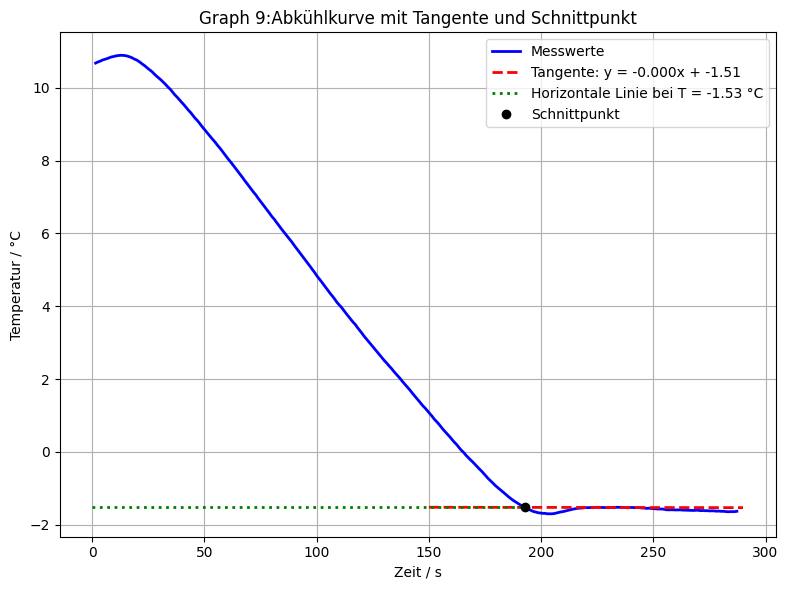 Graph 9:Abkühlkurve mit Tangente und Schnittpunkt
Messwerte
Tangente: y = -0.000x + -1.51
Horizontale Linie bei T = -1.53 °C
Schnittpunkt
Temperatur / °C
10
8
6
4
2
0
−2
0 50 100 150 200 250 300
Zeit / s